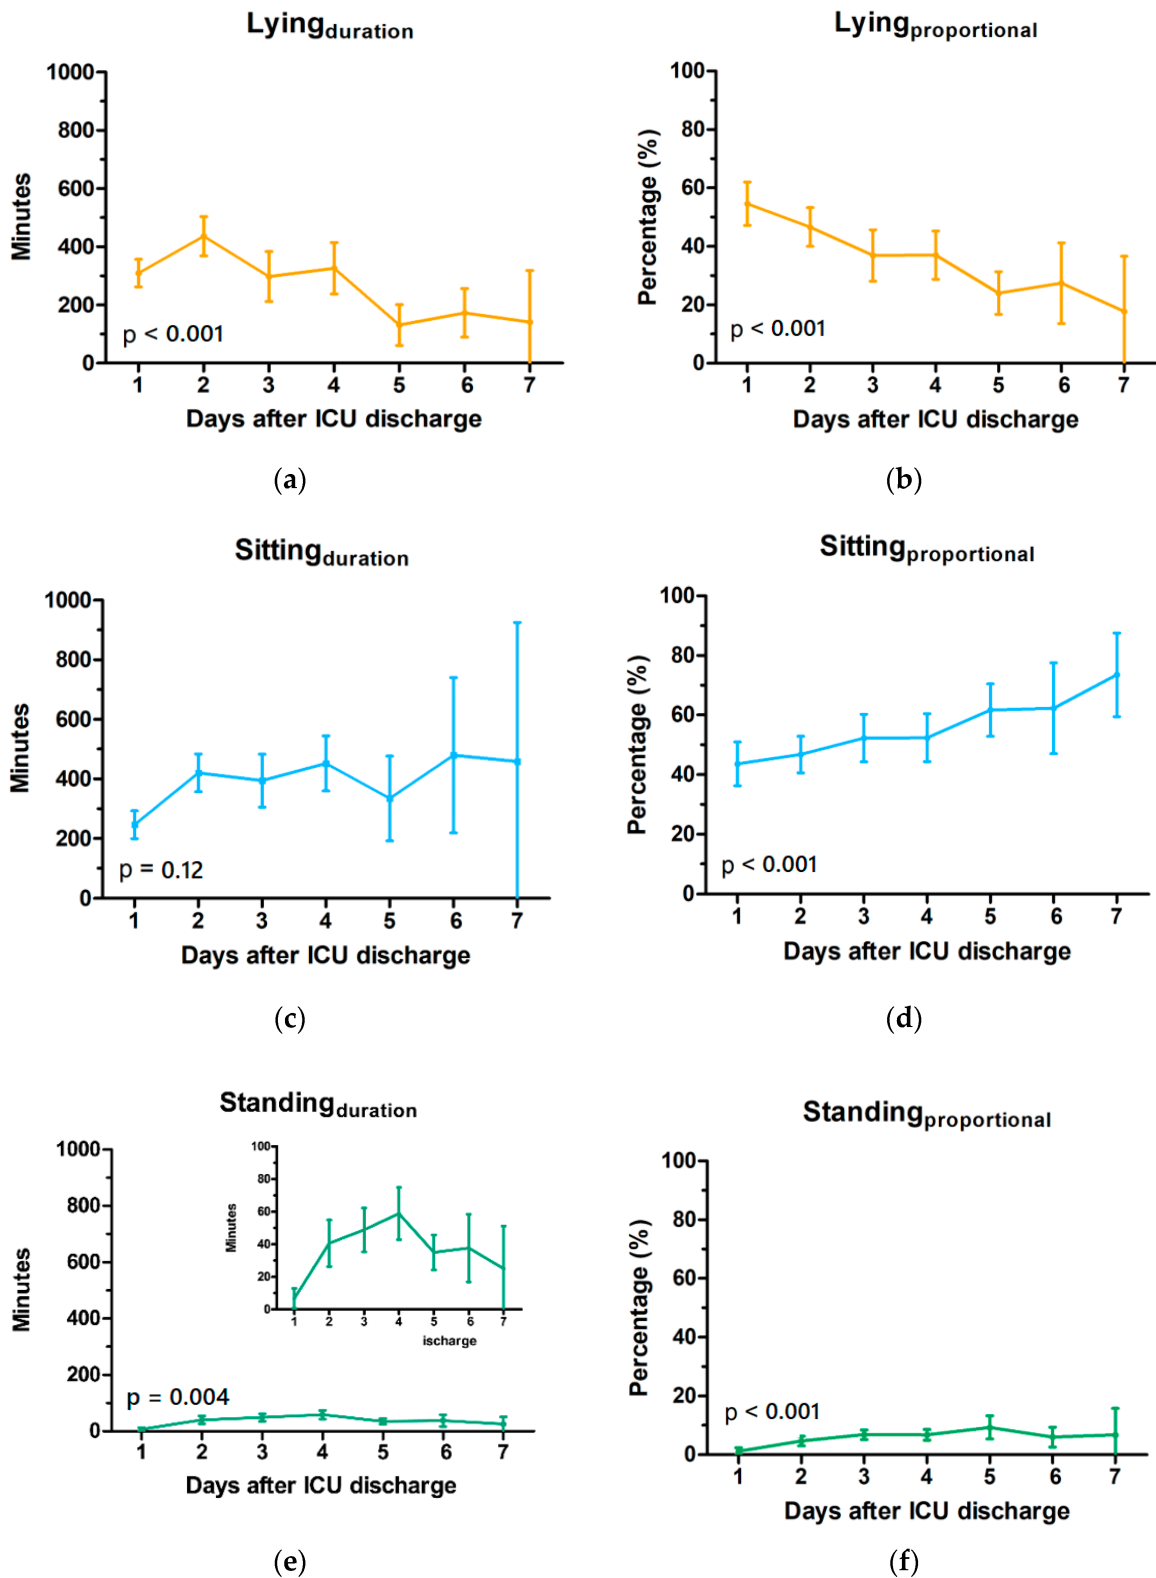 Lyingduration
1000
800
600
400
200
0
Minutes
p < 0.001
1 2 3 4 5 6 7
Days after ICU discharge
(a)
Lyingproportional
100
80
60
40
20
0
Percentage (%)
p < 0.001
1 2 3 4 5 6 7
Days after ICU discharge
(b)
Sittingduration
1000
800
600
400
200
0
Minutes
p = 0.12
1 2 3 4 5 6 7
Days after ICU discharge
(c)
Sittingproportional
100
80
60
40
20
0
Percentage (%)
p < 0.001
1 2 3 4 5 6 7
Days after ICU discharge
(d)
Standingduration
1000
800
600
400
200
0
Minutes
100
80
60
40
20
0
Minutes
1 2 3 4 5 6 7
ischarge
p = 0.004
1 2 3 4 5 6 7
Days after ICU discharge
(e)
Standingproportional
100
80
60
40
20
0
Percentage (%)
p < 0.001
1 2 3 4 5 6 7
Days after ICU discharge
(f)